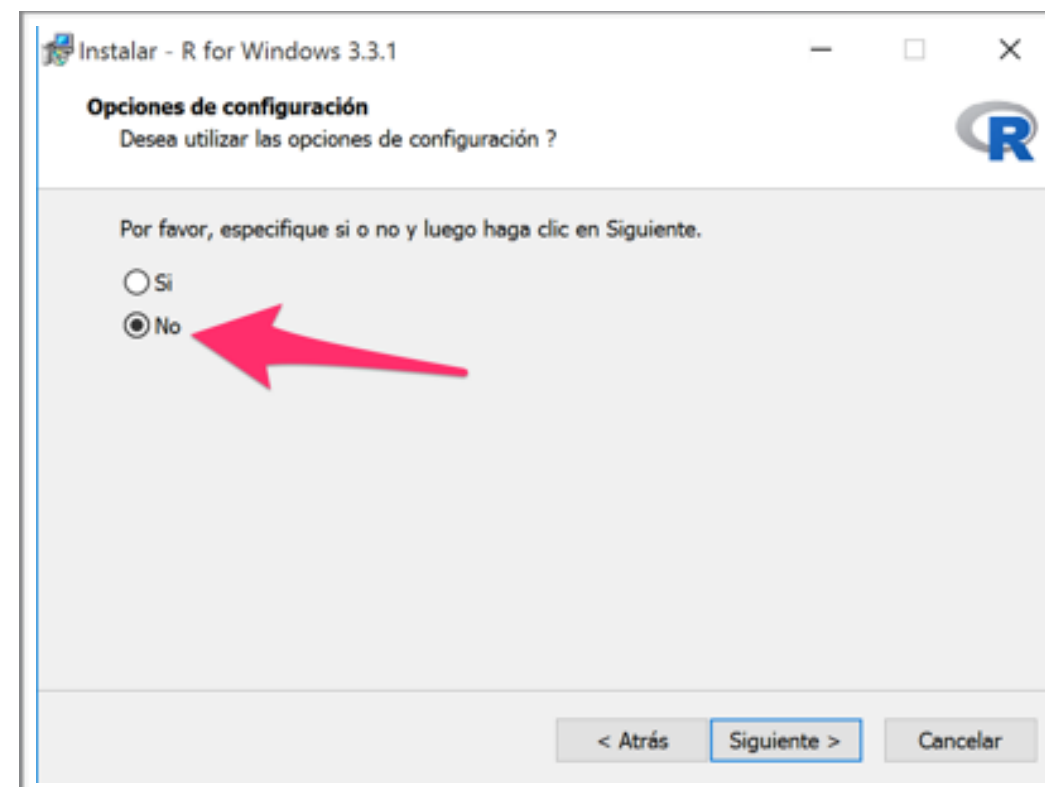 Instalar - R for Windows 3.3.1
Opciones de configuración
Desea utilizar las opciones de configuración ?
R
Por favor, especifique si o no y luego haga clic en Siguiente.
Si
No
< Atrás Siguiente > Cancelar